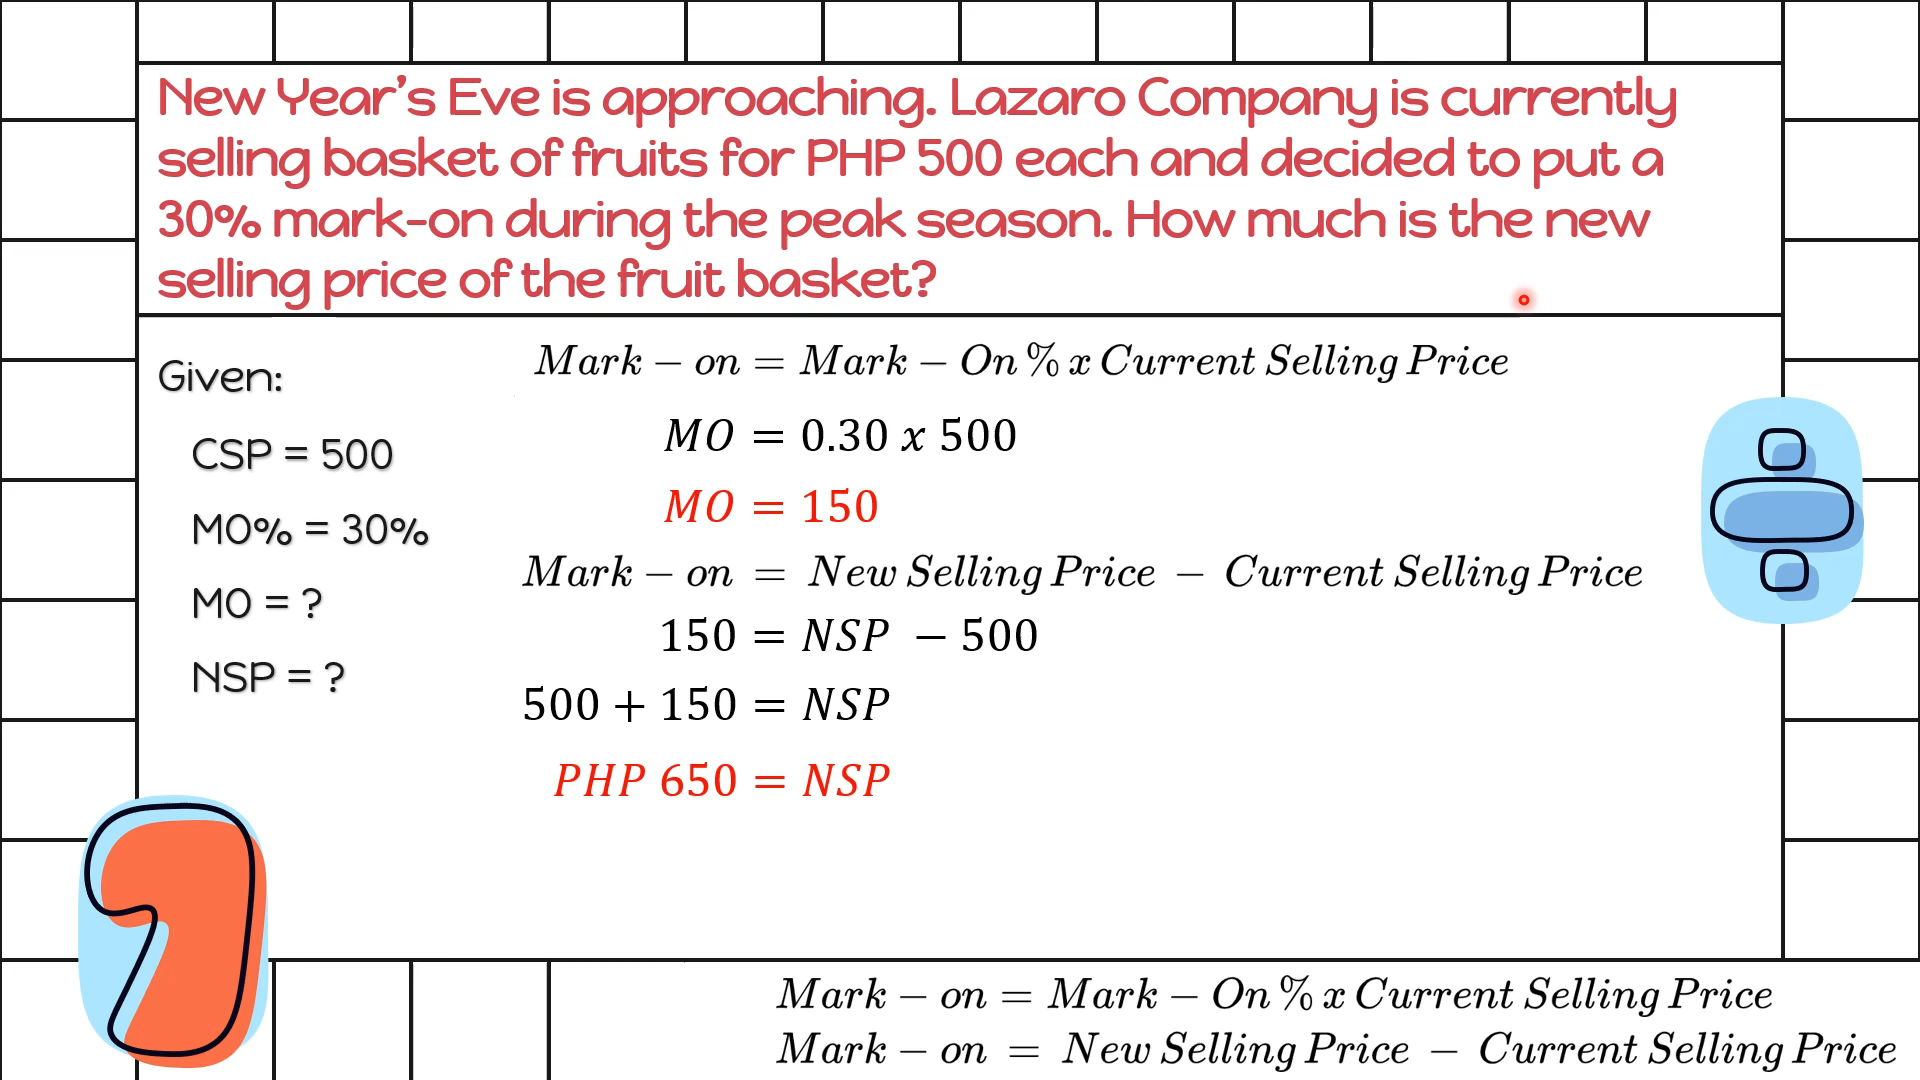 New Year’s Eve is approaching. Lazaro Company is currently
selling basket of fruits for PHP 500 each and decided to put a
30% mark-on during the peak season. How much is the new
selling price of the fruit basket?
Given:
CSP = 500
MO% = 30%
MO = ?
NSP = ?
Mark − on = Mark − On % x Current Selling Price
MO = 0.30 x 500
MO = 150
Mark − on = New Selling Price − Current Selling Price
150 = NSP − 500
500 + 150 = NSP
PHP 650 = NSP
Mark − on = Mark − On % x Current Selling Price
Mark − on = New Selling Price − Current Selling Price